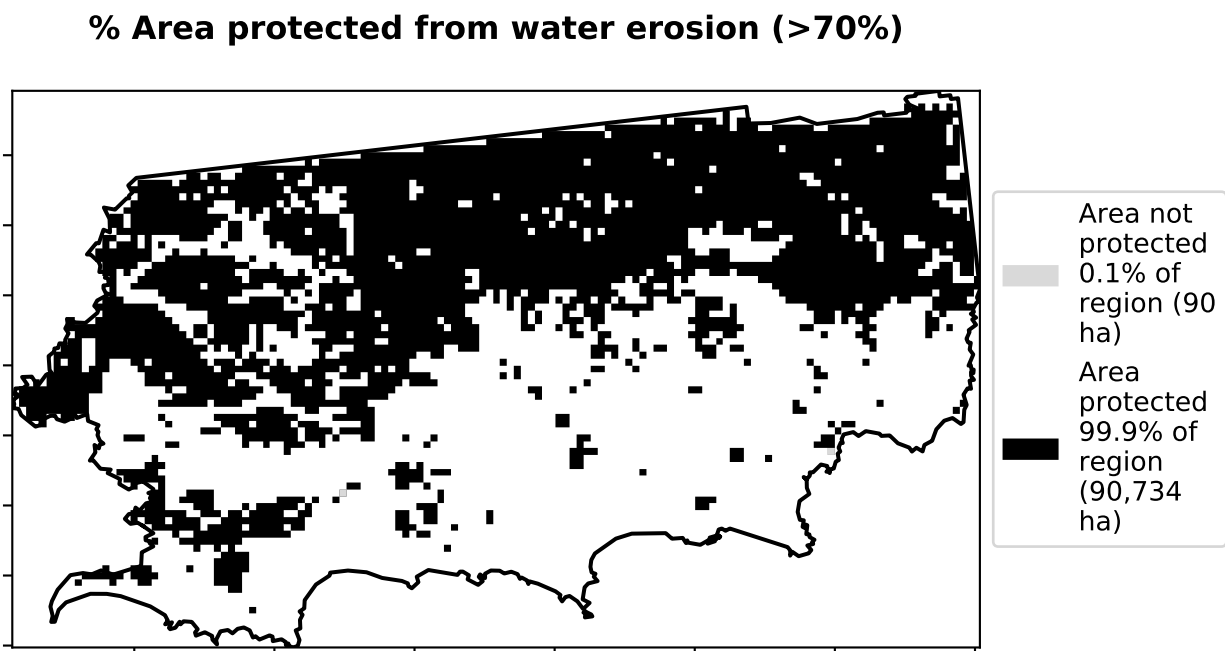 % Area protected from water erosion (>70%)
Area not
protected
0.1% of
region (90
ha)
Area
protected
99.9% of
region
(90,734
ha)